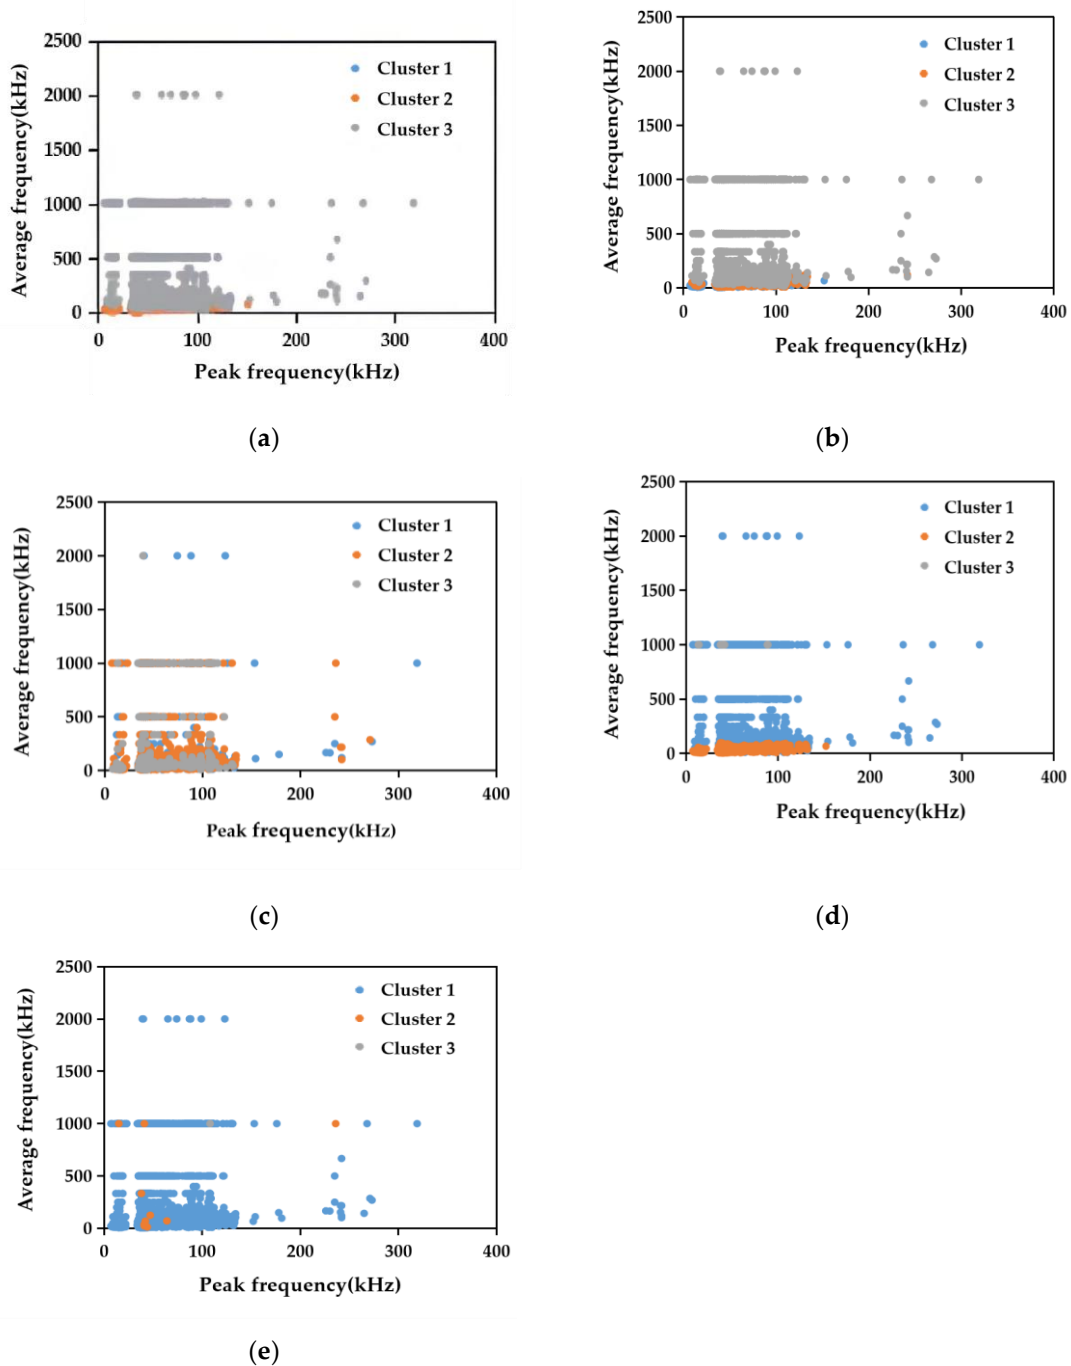 2500
2000
1500
1000
500
0
0 100 200 300 400
Average frequency(kHz)
Peak frequency(kHz)
Cluster 1
Cluster 2
Cluster 3
(a)
2500
2000
1500
1000
500
0
0 100 200 300 400
Average frequency(kHz)
Peak frequency(kHz)
Cluster 1
Cluster 2
Cluster 3
(b)
2500
2000
1500
1000
500
0
0 100 200 300 400
Average frequency(kHz)
Peak frequency(kHz)
Cluster 1
Cluster 2
Cluster 3
(c)
2500
2000
1500
1000
500
0
0 100 200 300 400
Average frequency(kHz)
Peak frequency(kHz)
Cluster 1
Cluster 2
Cluster 3
(d)
2500
2000
1500
1000
500
0
0 100 200 300 400
Average frequency(kHz)
Peak frequency(kHz)
Cluster 1
Cluster 2
Cluster 3
(e)